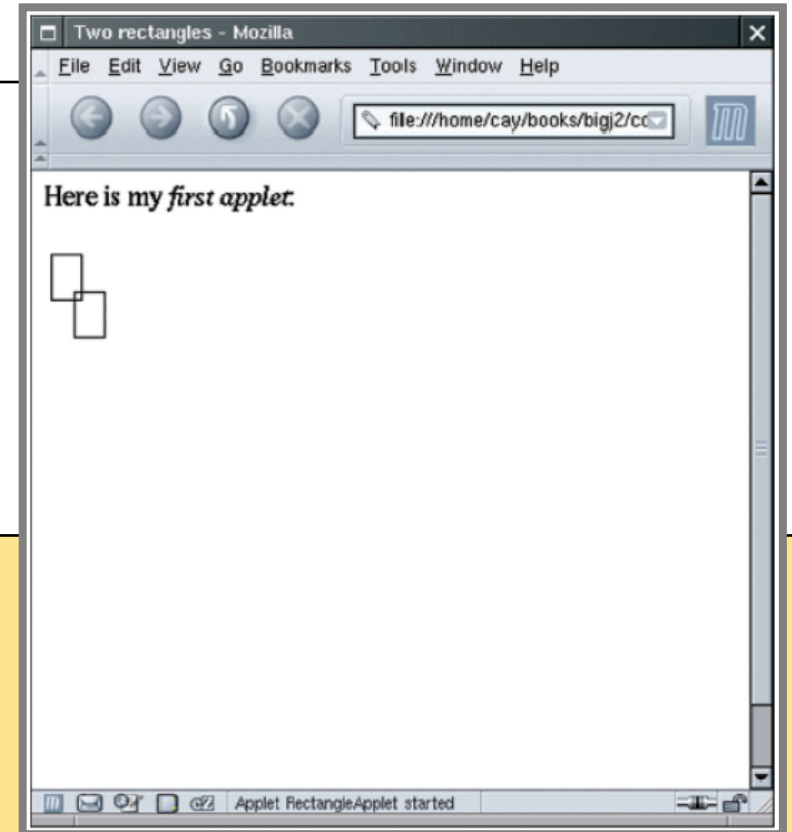 Two rectangles - Mozilla
File Edit View Go Bookmarks Tools Window Help
file:///home/cay/books/bigj2/cc
Here is my first applet:
Applet RectangleApplet started